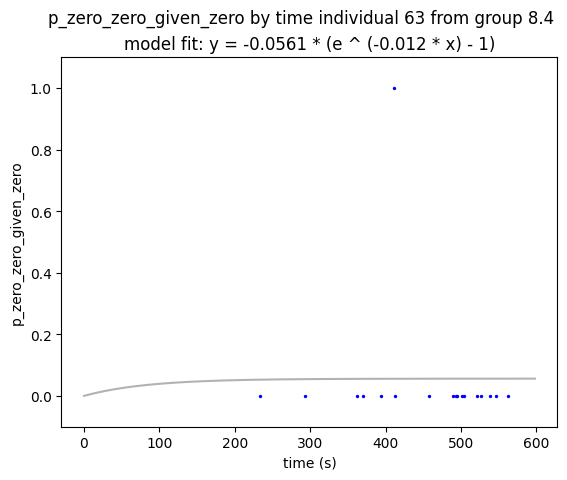 p_zero_zero_given_zero by time individual 63 from group 8.4
model fit: y = -0.0561 * (e ^ (-0.012 * x) - 1)
p_zero_zero_given_zero
1.0
0.8
0.6
0.4
0.2
0.0
0 100 200 300 400 500 600
time (s)